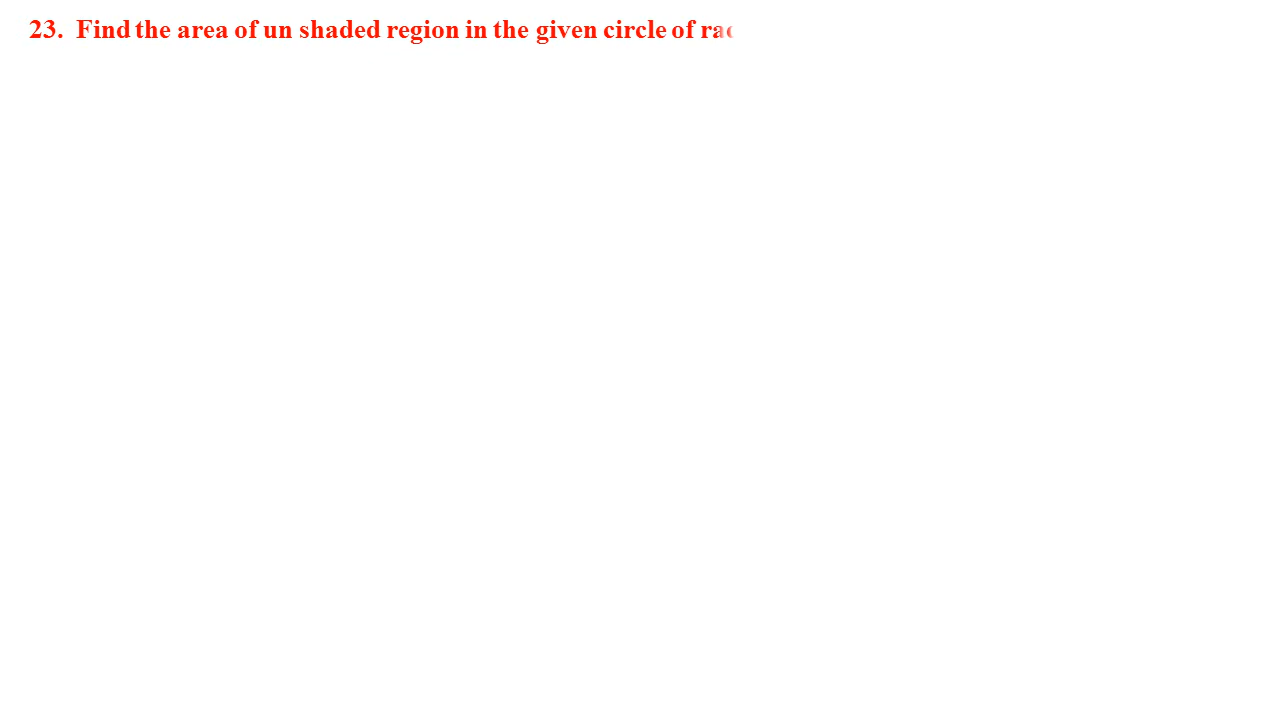 23. Find the area of un shaded region in the given circle of